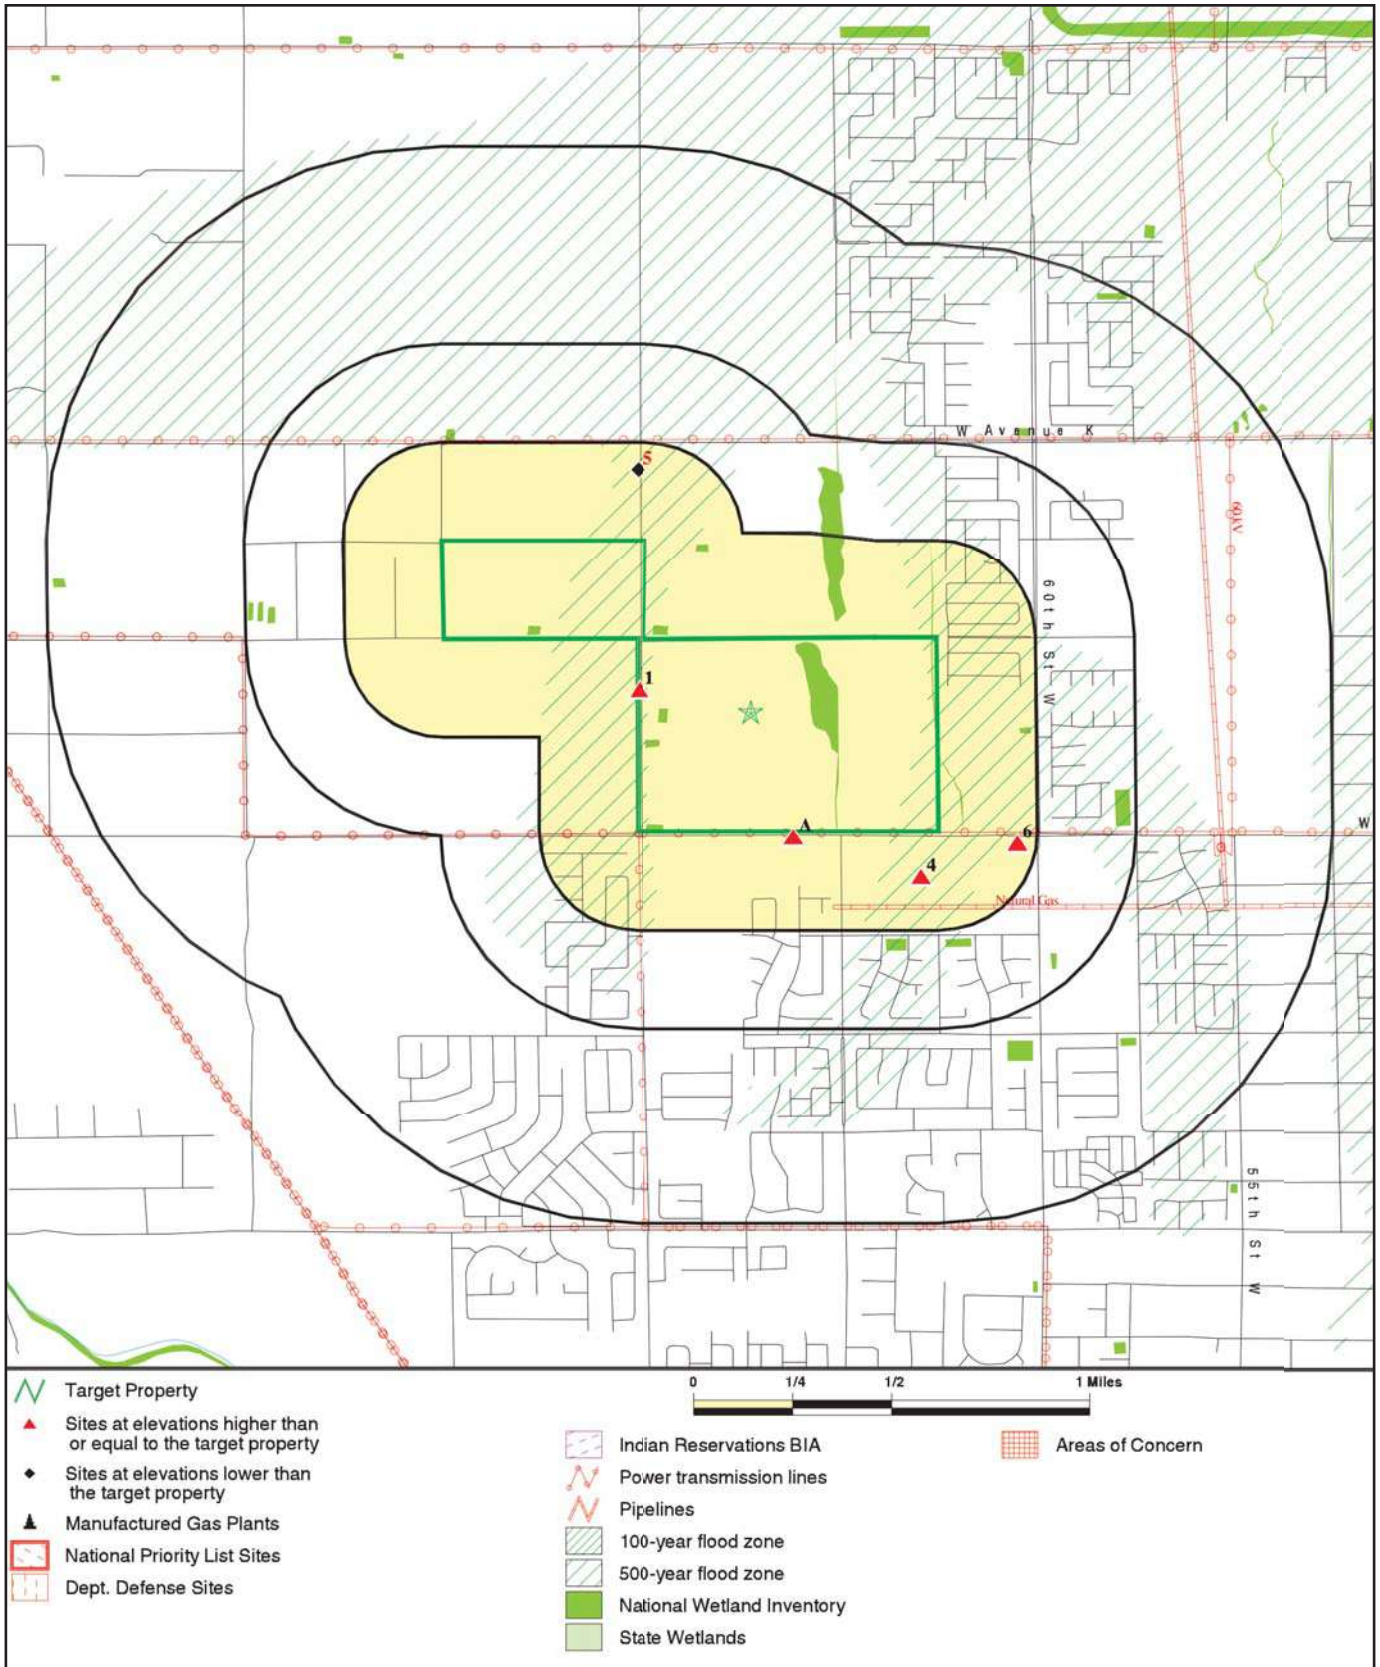 W Avenue K
5
60kV
60th St W
1
A
6
W
4
Natural Gas
55th St W
0 1/4 1/2 1 Miles
Target Property
Sites at elevations higher than
or equal to the target property
Sites at elevations lower than
the target property
Manufactured Gas Plants
National Priority List Sites
Dept. Defense Sites
Indian Reservations BIA
Power transmission lines
Pipelines
100-year flood zone
500-year flood zone
National Wetland Inventory
State Wetlands
Areas of Concern